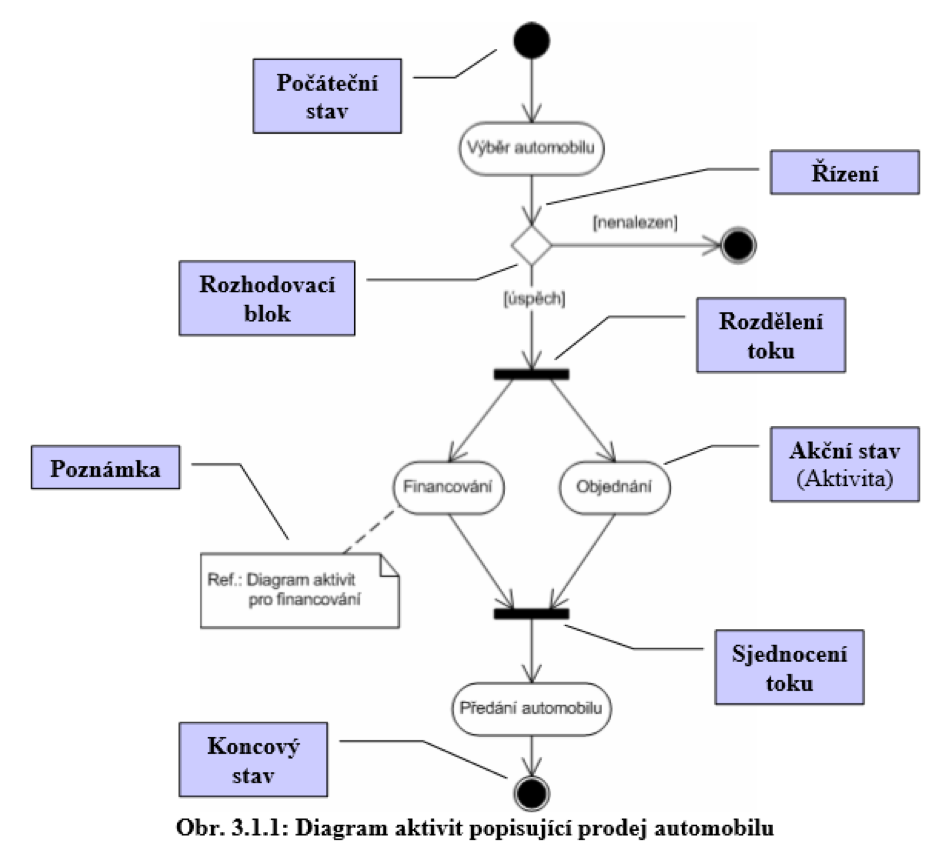 Počáteční
stav
Výběr automobilu
Řízení
[nenalezen]
Rozhodovací
blok
[úspěch]
Rozdělení
toku
Poznámka
Financování
Objednání
Akční stav
(Aktivita)
Ref.: Diagram aktivit
pro financování
Sjednocení
toku
Předání automobilu
Koncový
stav
Obr. 3.1.1: Diagram aktivit popisující prodej automobilu